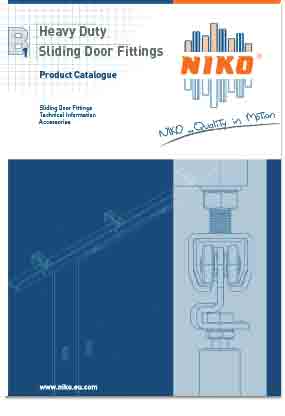 B1
Heavy Duty
Sliding Door Fittings
Product Catalogue
Sliding Door Fittings
Technical Information
Accessories
NIKO®
NIKO - Quality in Motion
www.niko.eu.com